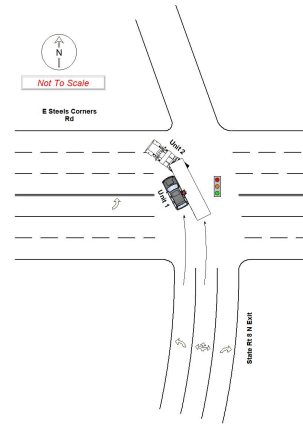 N
Not To Scale
E Steels Corners
Rd
Unit 2
Unit 1
State Rt 8 N Exit